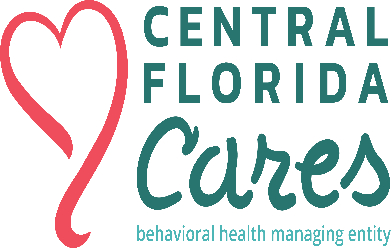 CENTRAL
FLORIDA
Cares
behavioral health managing entity